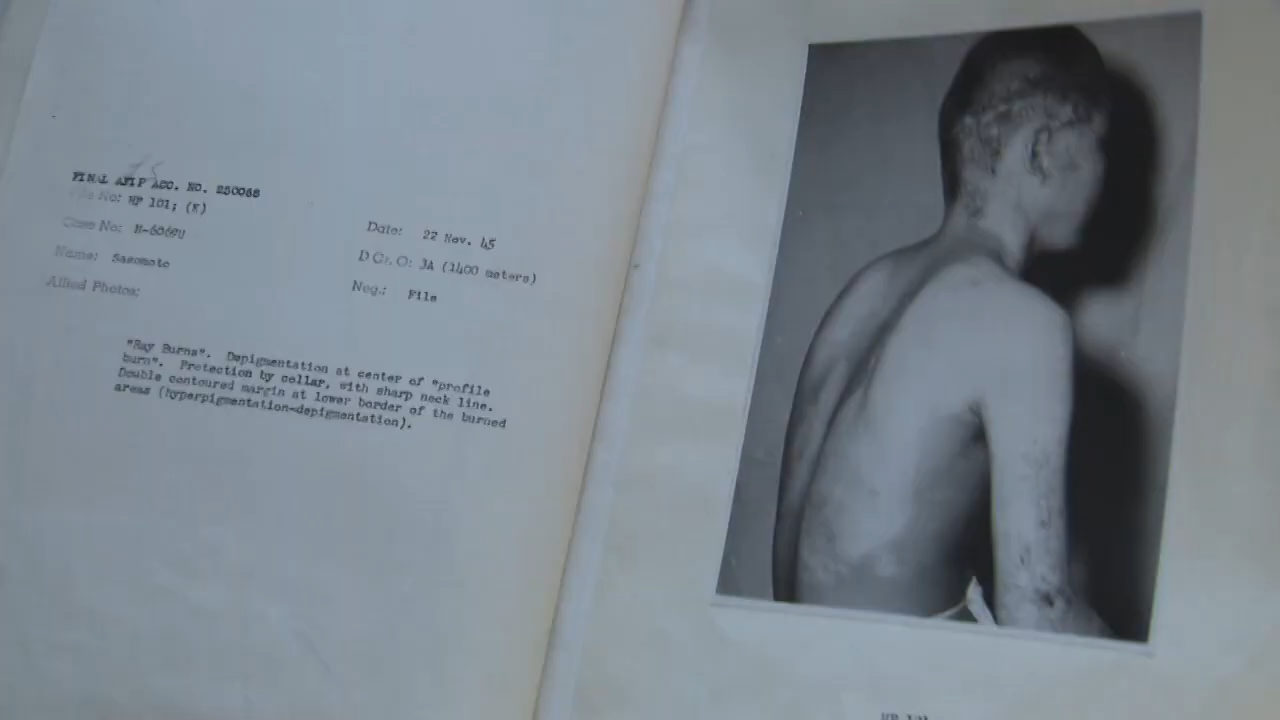 FINAL AFIP ACC. NO. 250068
File No: HP 101; (K)
Case No: H-6069U
Name: Sasomoto
Allied Photos:
Date: 22 Nov. 45
D Gr. O: 3A (1400 meters)
Neg.: File
"Ray Burns". Depigmentation at center of "profile
burn". Protection by collar, with sharp neck line.
Double contoured margin at lower border of the burned
areas (hyperpigmentation-depigmentation).